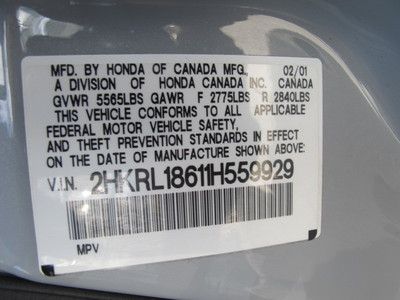 MFD. BY HONDA OF CANADA MFG., 02/01
A DIVISION OF HONDA CANADA INC. CANADA
GVWR 5565LBS GAWR F 2775LBS R 2840LBS
THIS VEHICLE CONFORMS TO ALL APPLICABLE
FEDERAL MOTOR VEHICLE SAFETY,
AND THEFT PREVENTION STANDARDS IN EFFECT
ON THE DATE OF MANUFACTURE SHOWN ABOVE.
V.I.N. 2HKRL18611H559929
MPV